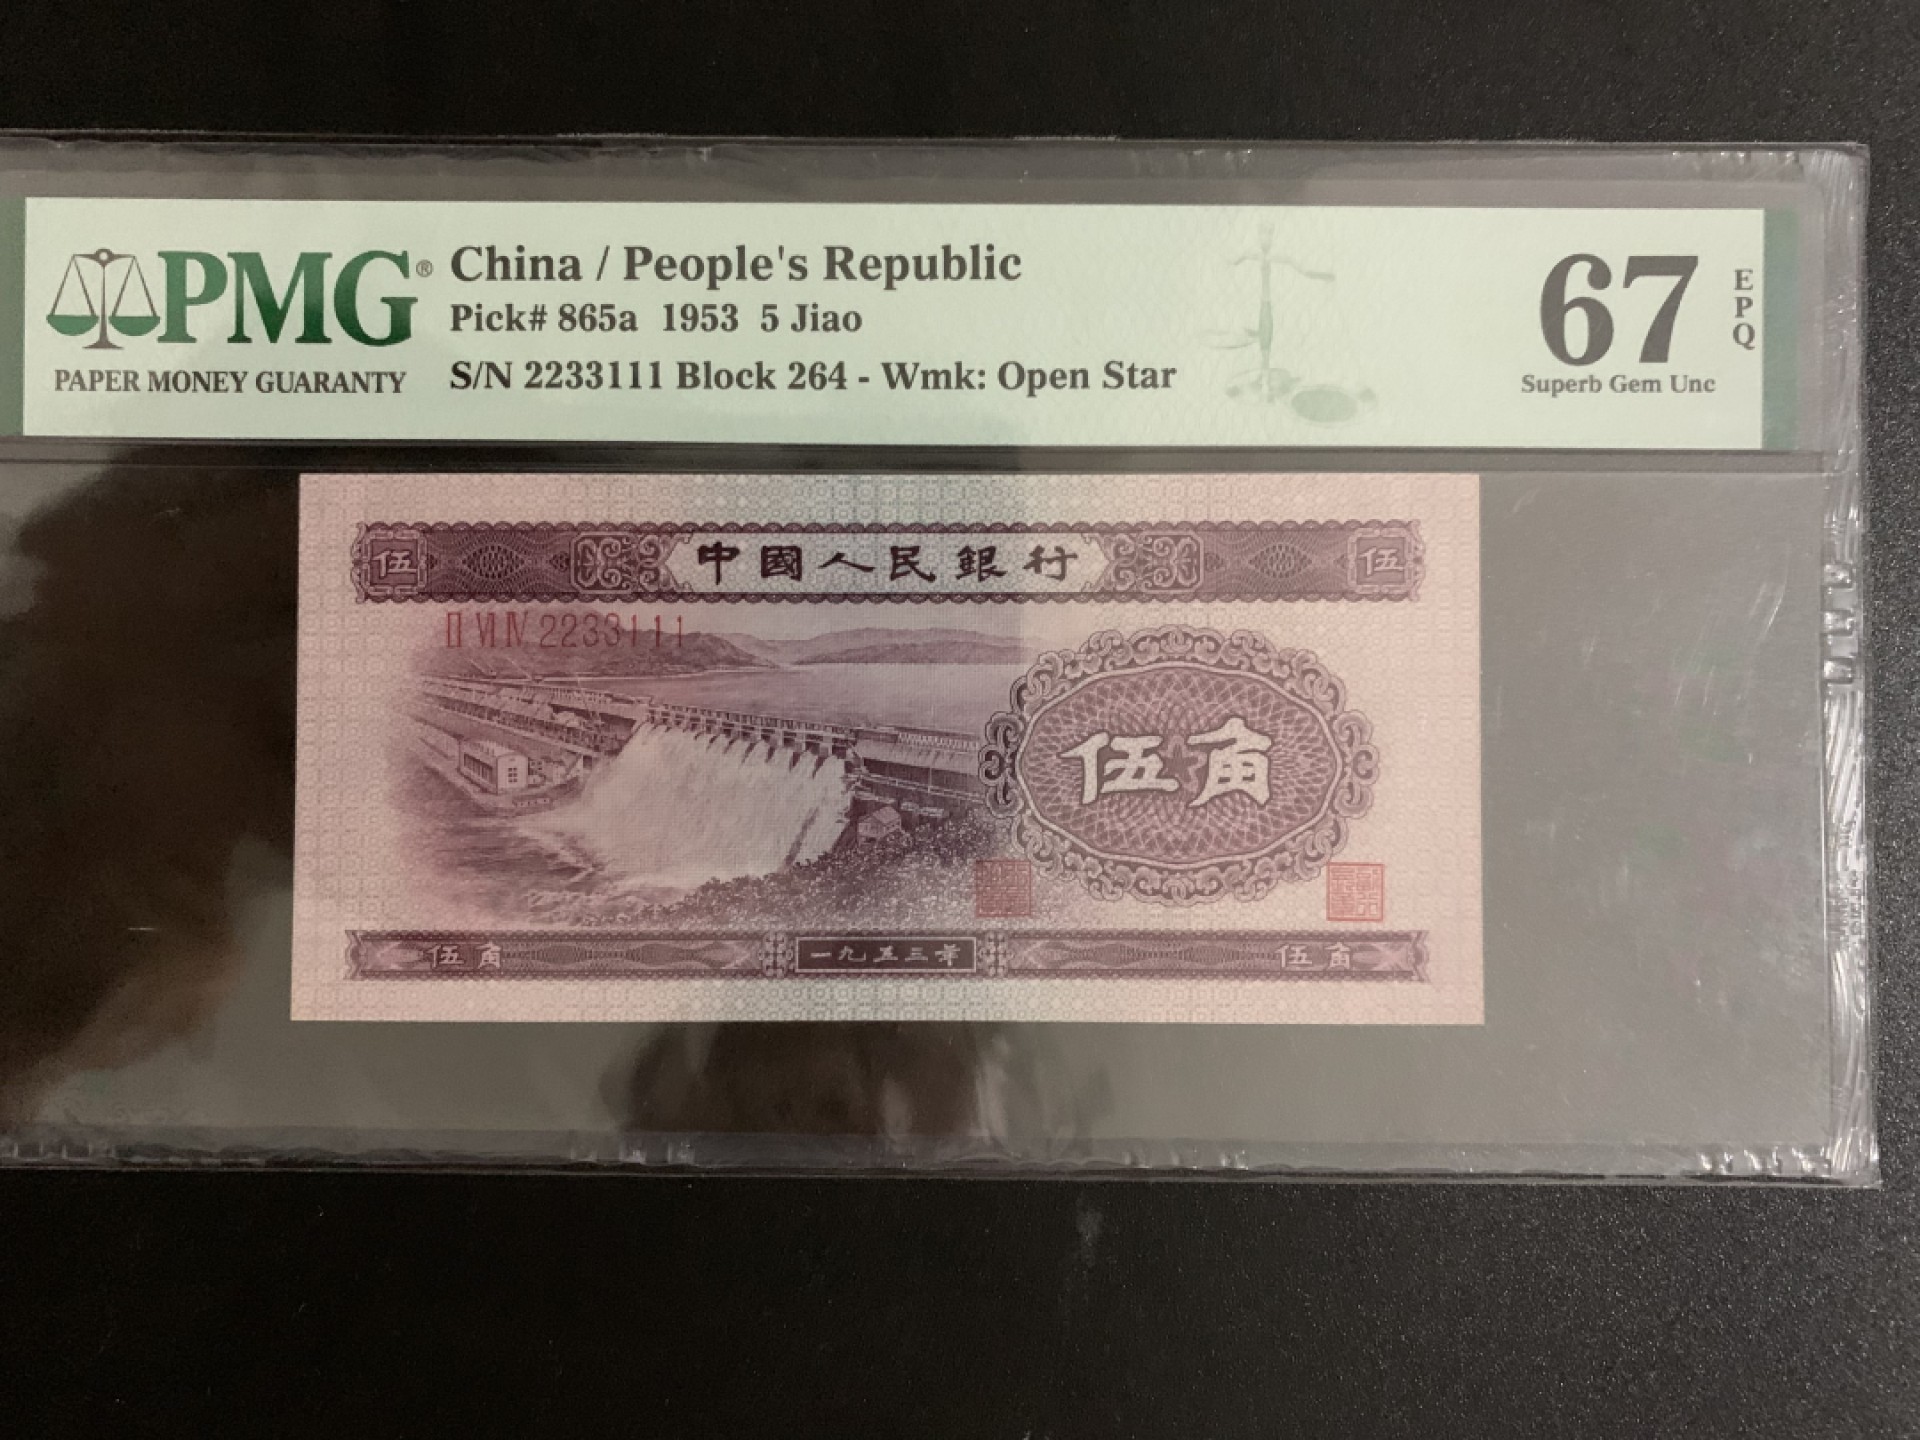 PMG®
PAPER MONEY GUARANTY
China / People's Republic
Pick# 865a 1953 5 Jiao
S/N 2233111 Block 264 - Wmk: Open Star
67
EPQ
Superb Gem Unc
伍 中國人民銀行 伍
II VI IV 2233111
伍角
伍角 一九五三年 伍角